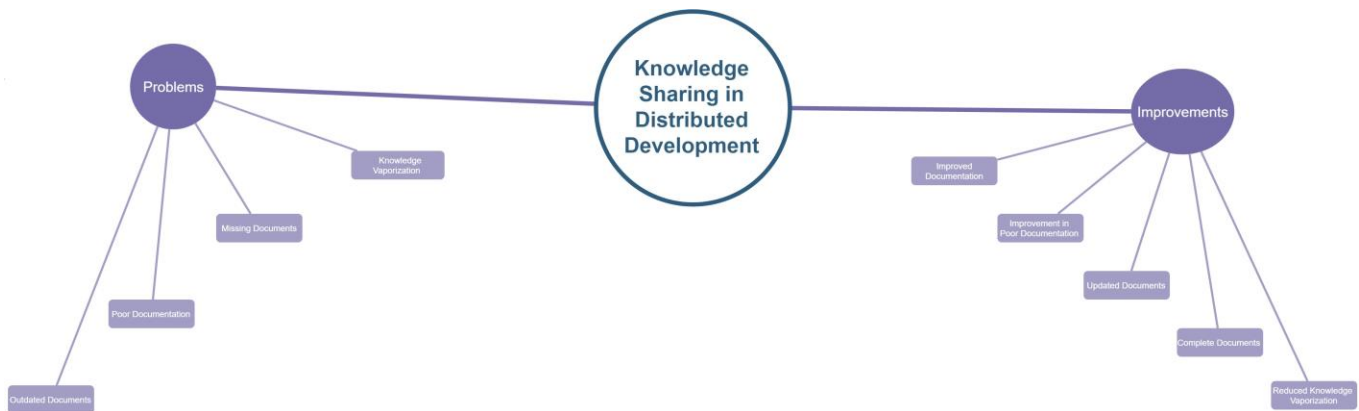 Knowledge
Sharing in
Distributed
Development
Problems
Knowledge
Vaporization
Missing Documents
Poor Documentation
Outdated Documents
Improvements
Improved
Documentation
Improvement in
Poor Documentation
Updated Documents
Complete Documents
Reduced Knowledge
Vaporization